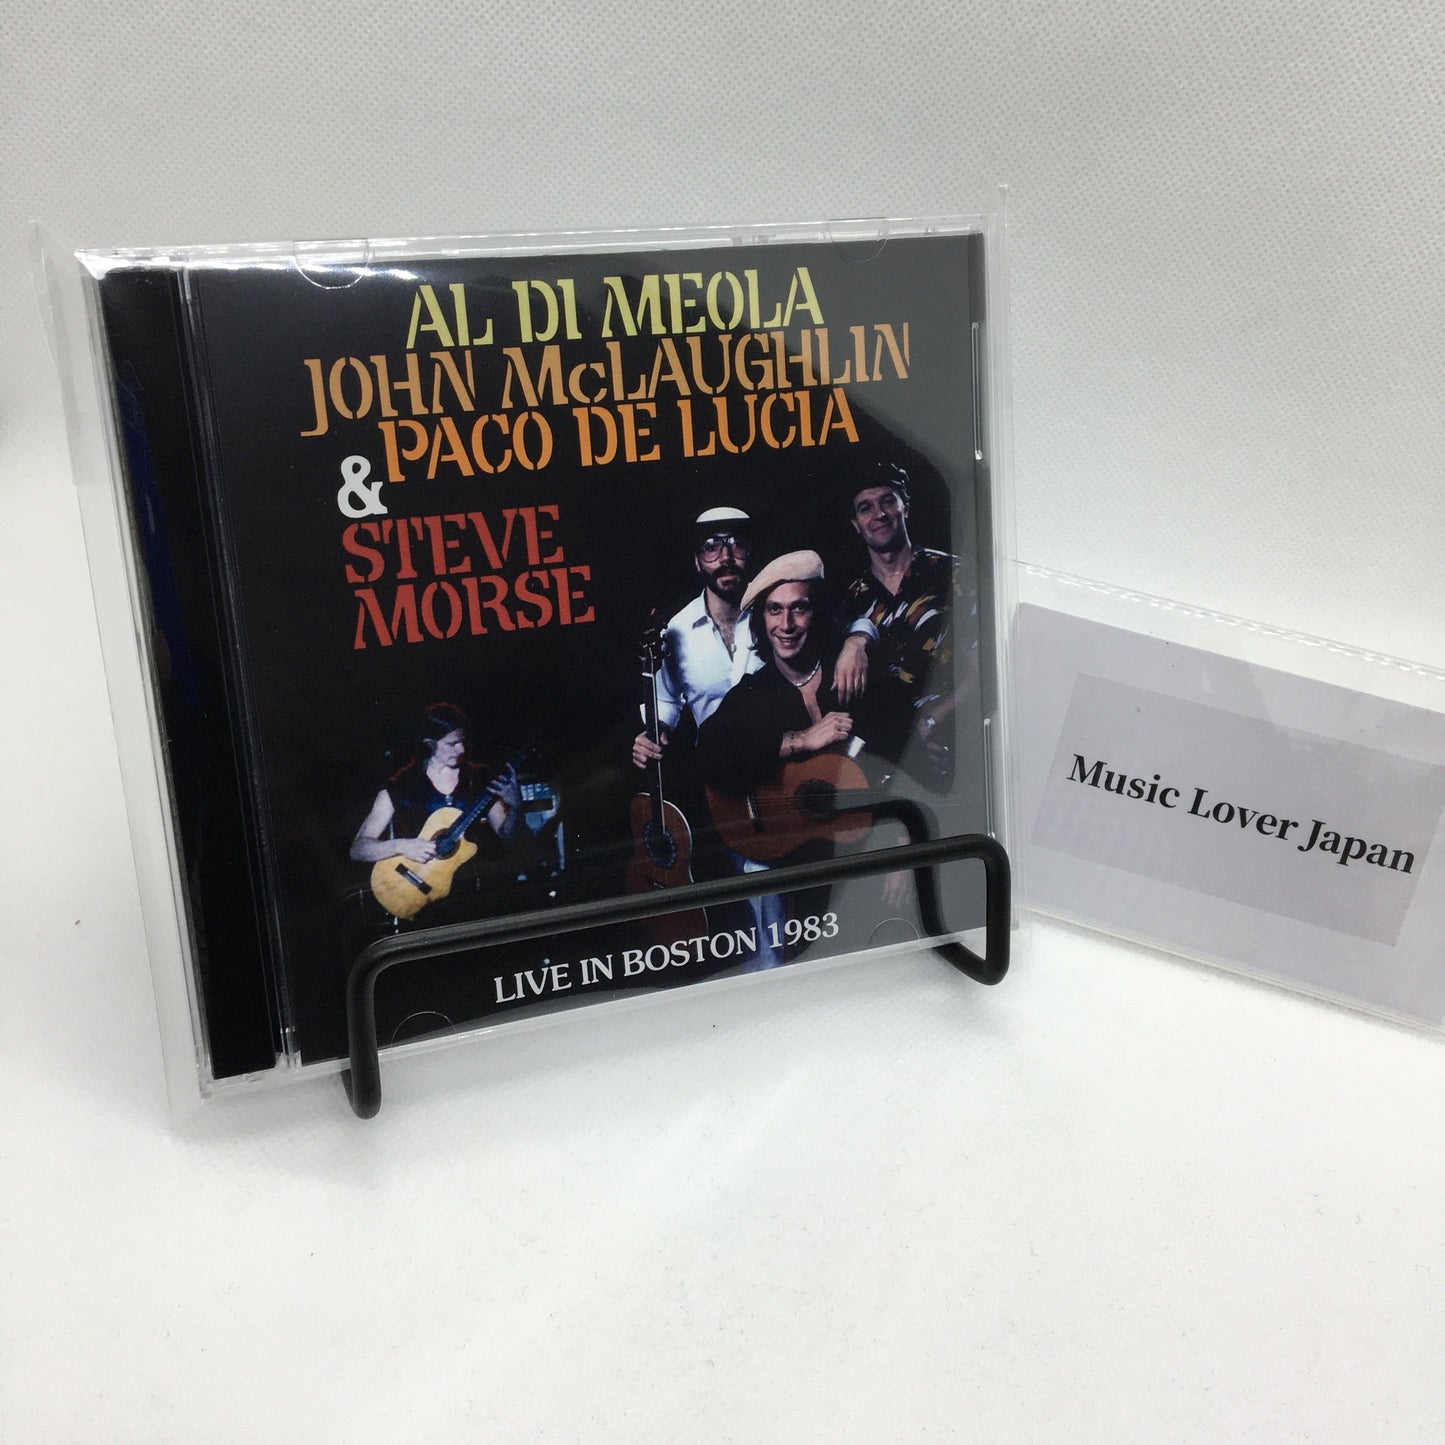 AL DI MEOLA
JOHN McLAUGHLIN
PACO DE LUCIA
&
STEVE
MORSE
LIVE IN BOSTON 1983
Music Lover Japan